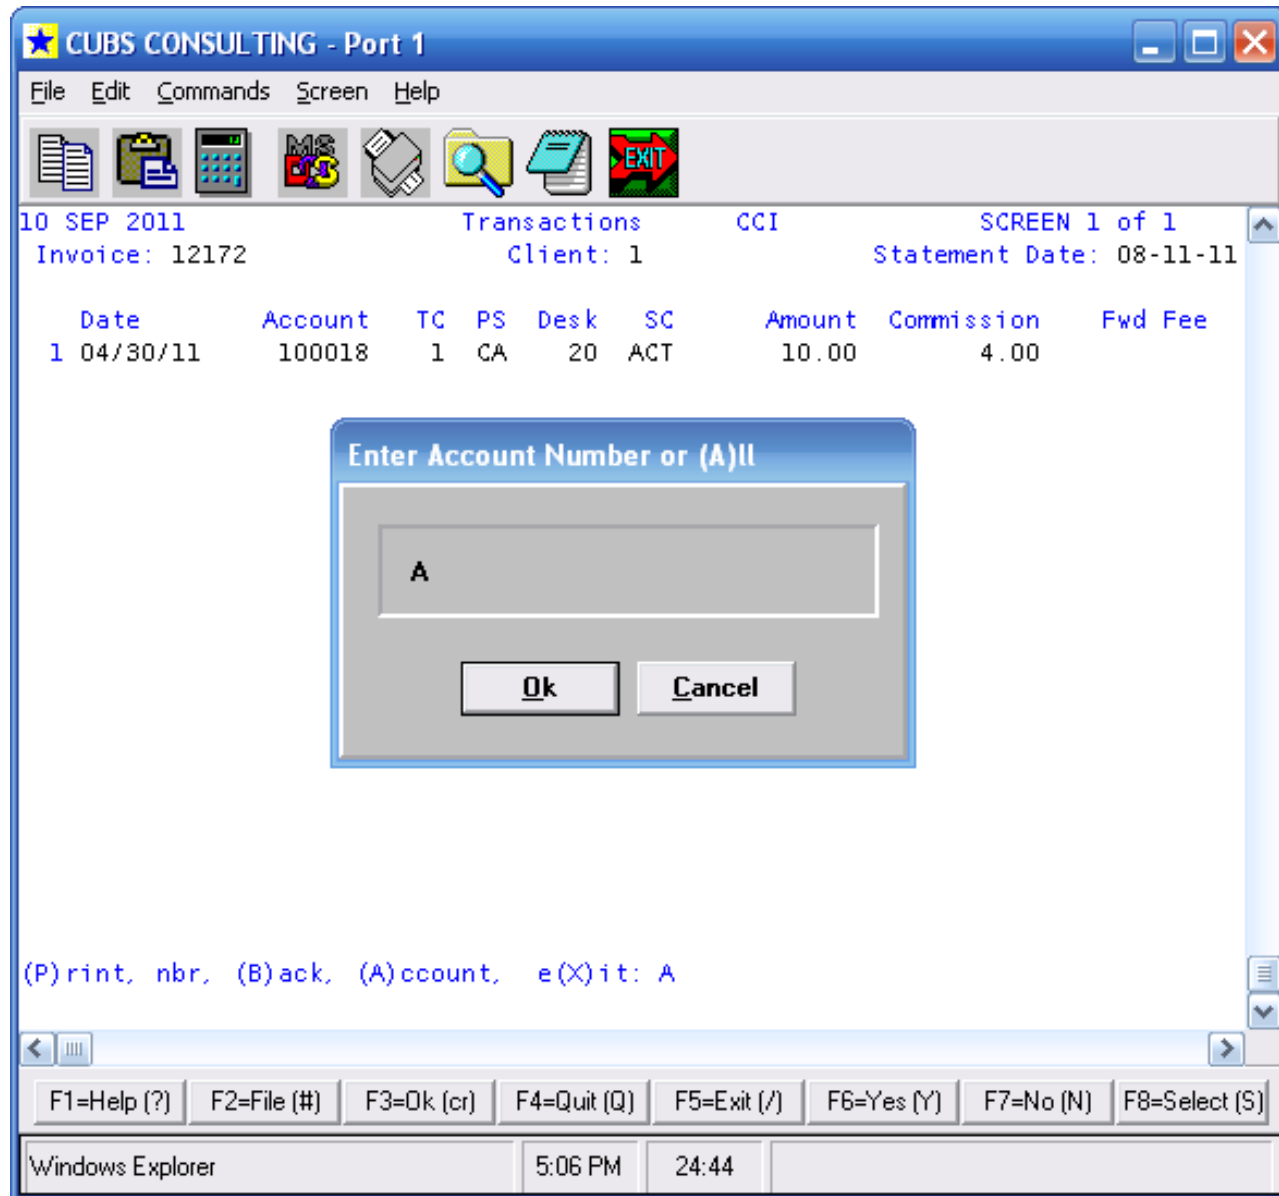 CUBS CONSULTING - Port 1
File Edit Commands Screen Help
MS DOS EXIT
10 SEP 2011 Transactions CCI SCREEN 1 of 1
Invoice: 12172 Client: 1 Statement Date: 08-11-11
Date Account TC PS Desk SC Amount Commission Fwd Fee
1 04/30/11 100018 1 CA 20 ACT 10.00 4.00
Enter Account Number or (A)ll
A
Ok Cancel
(P)rint, nbr, (B)ack, (A)ccount, e(X)it: A
F1=Help (?) F2=File (#) F3=Ok (cr) F4=Quit (Q) F5=Exit (/) F6=Yes (Y) F7=No (N) F8=Select (S)
Windows Explorer 5:06 PM 24:44